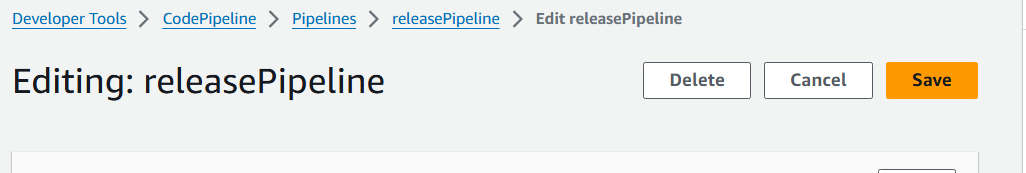 Developer Tools > CodePipeline > Pipelines > releasePipeline > Edit releasePipeline
Editing: releasePipeline
Delete Cancel Save